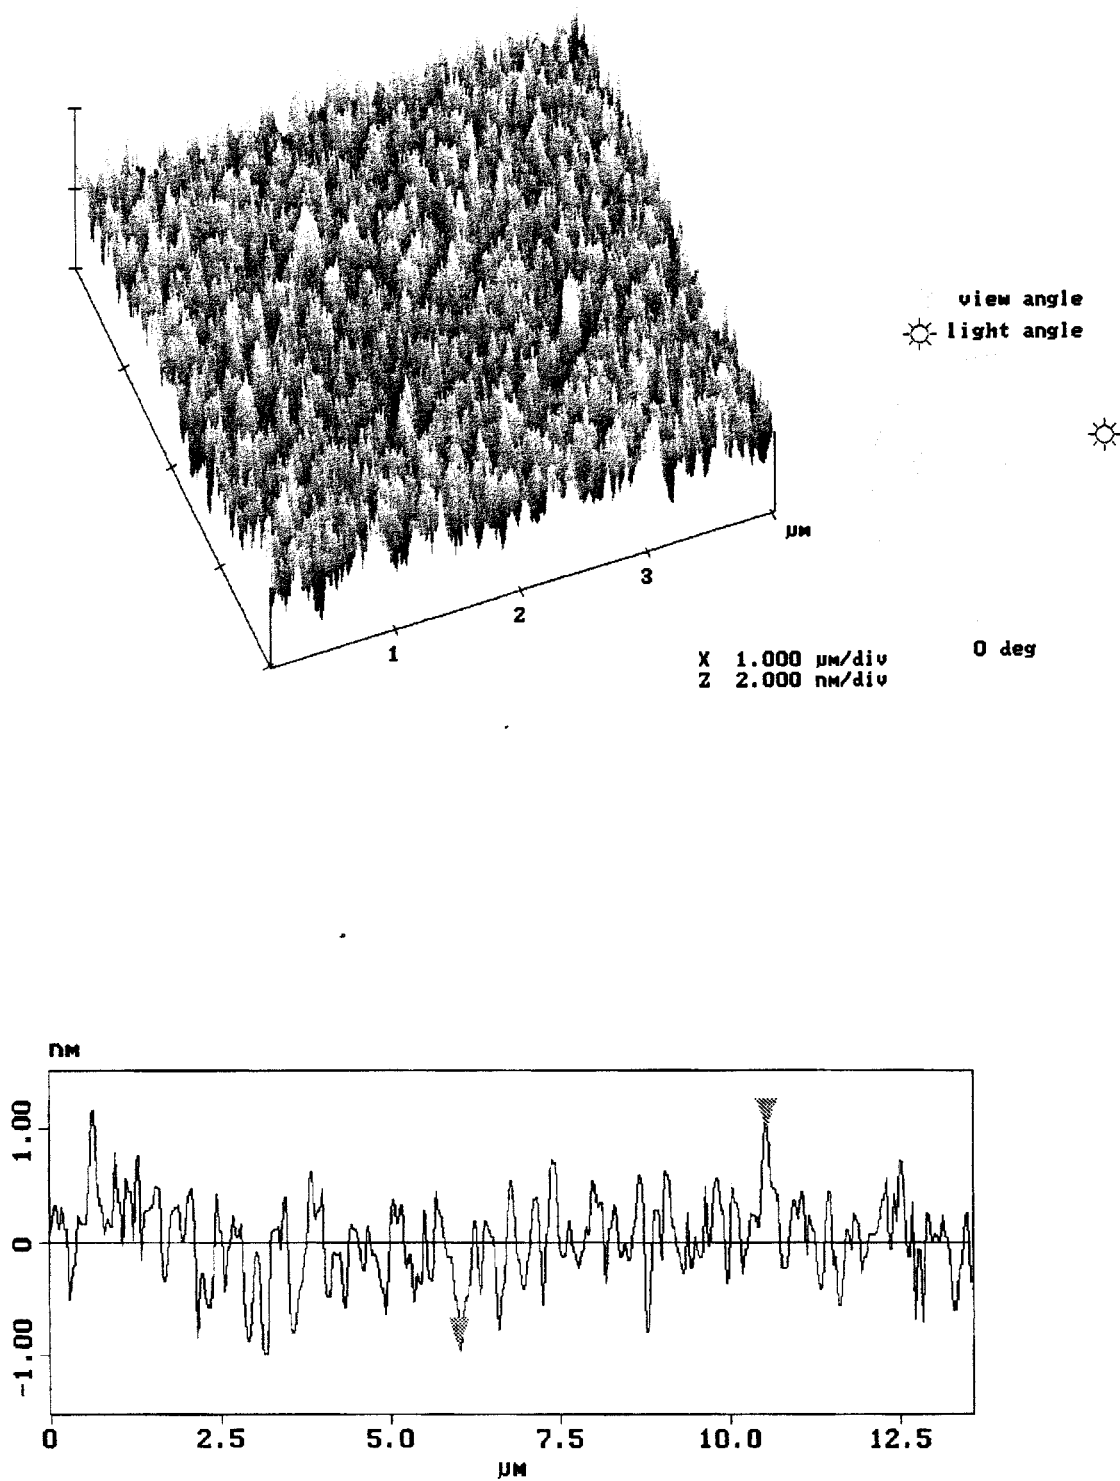 view angle
light angle
µm
3
2
1
X 1.000 µm/div
Z 2.000 nm/div
0 deg
nm
1.00
0
-1.00
0 2.5 5.0 7.5 10.0 12.5
µm